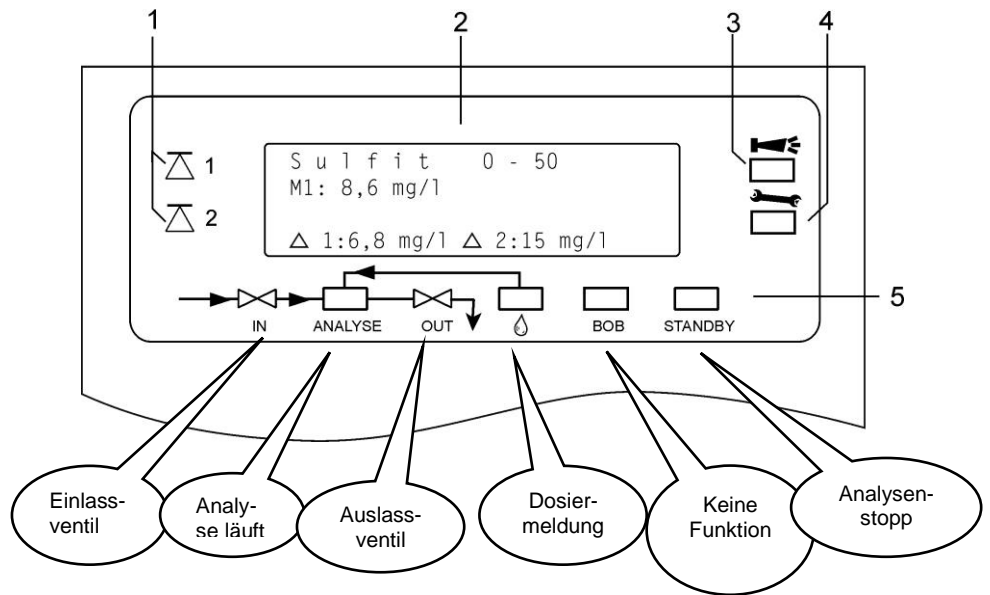 1
2
3
4
1
S u l f i t 0 - 50
M1: 8,6 mg/l
2
△ 1:6,8 mg/l △ 2:15 mg/l
5
IN
ANALYSE
OUT
BOB
STANDBY
Einlass-
ventil
Analy-
se läuft
Auslass-
ventil
Dosier-
meldung
Keine
Funktion
Analysen-
stopp